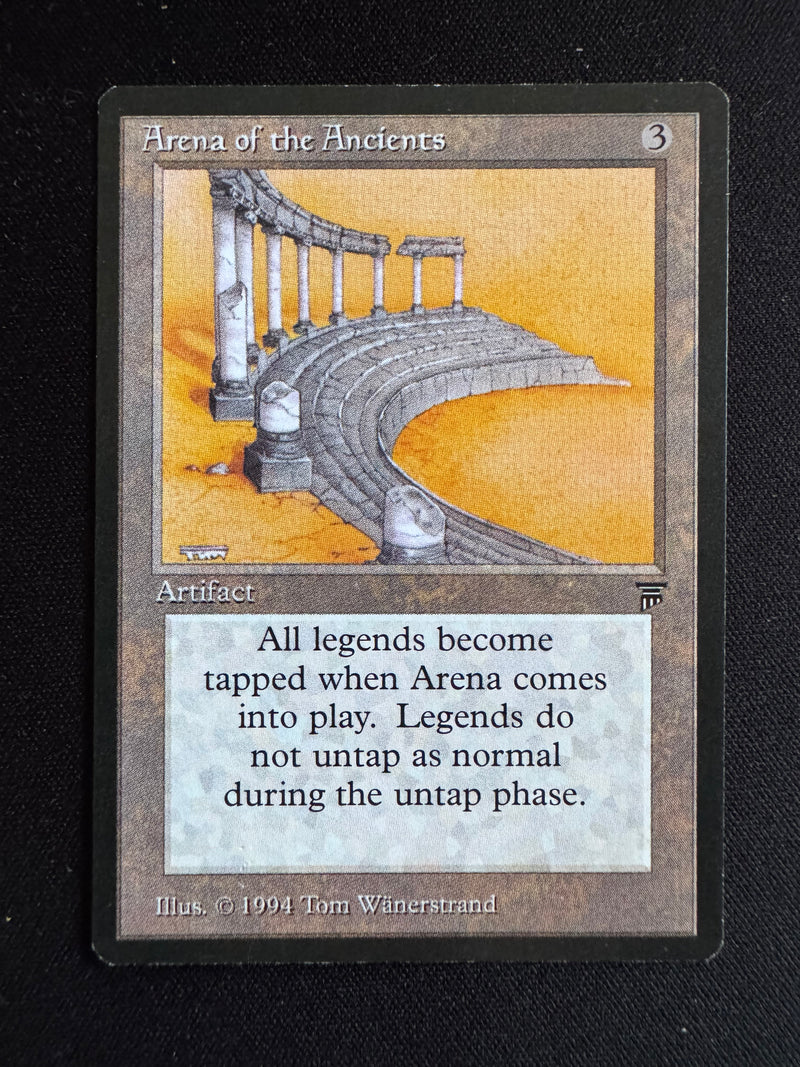 Arena of the Ancients 3
Artifact
All legends become
tapped when Arena comes
into play. Legends do
not untap as normal
during the untap phase.
Illus. © 1994 Tom Wänerstrand